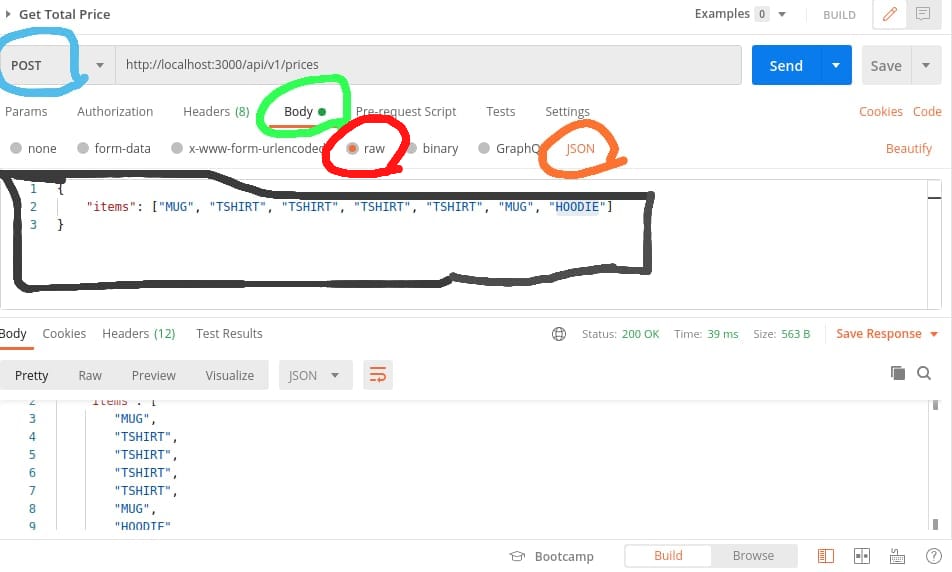 Get Total Price Examples 0 BUILD
POST http://localhost:3000/api/v1/prices Send Save
Params Authorization Headers (8) Body Pre-request Script Tests Settings Cookies Code
none form-data x-www-form-urlencoded raw binary GraphQ JSON Beautify
1 {
2 "items": ["MUG", "TSHIRT", "TSHIRT", "TSHIRT", "TSHIRT", "MUG", "HOODIE"]
3 }
Body Cookies Headers (12) Test Results Status: 200 OK Time: 39 ms Size: 563 B Save Response
Pretty Raw Preview Visualize JSON
2 "items": [
3 "MUG",
4 "TSHIRT",
5 "TSHIRT",
6 "TSHIRT",
7 "TSHIRT",
8 "MUG",
9 "HOODIE"
Bootcamp Build Browse